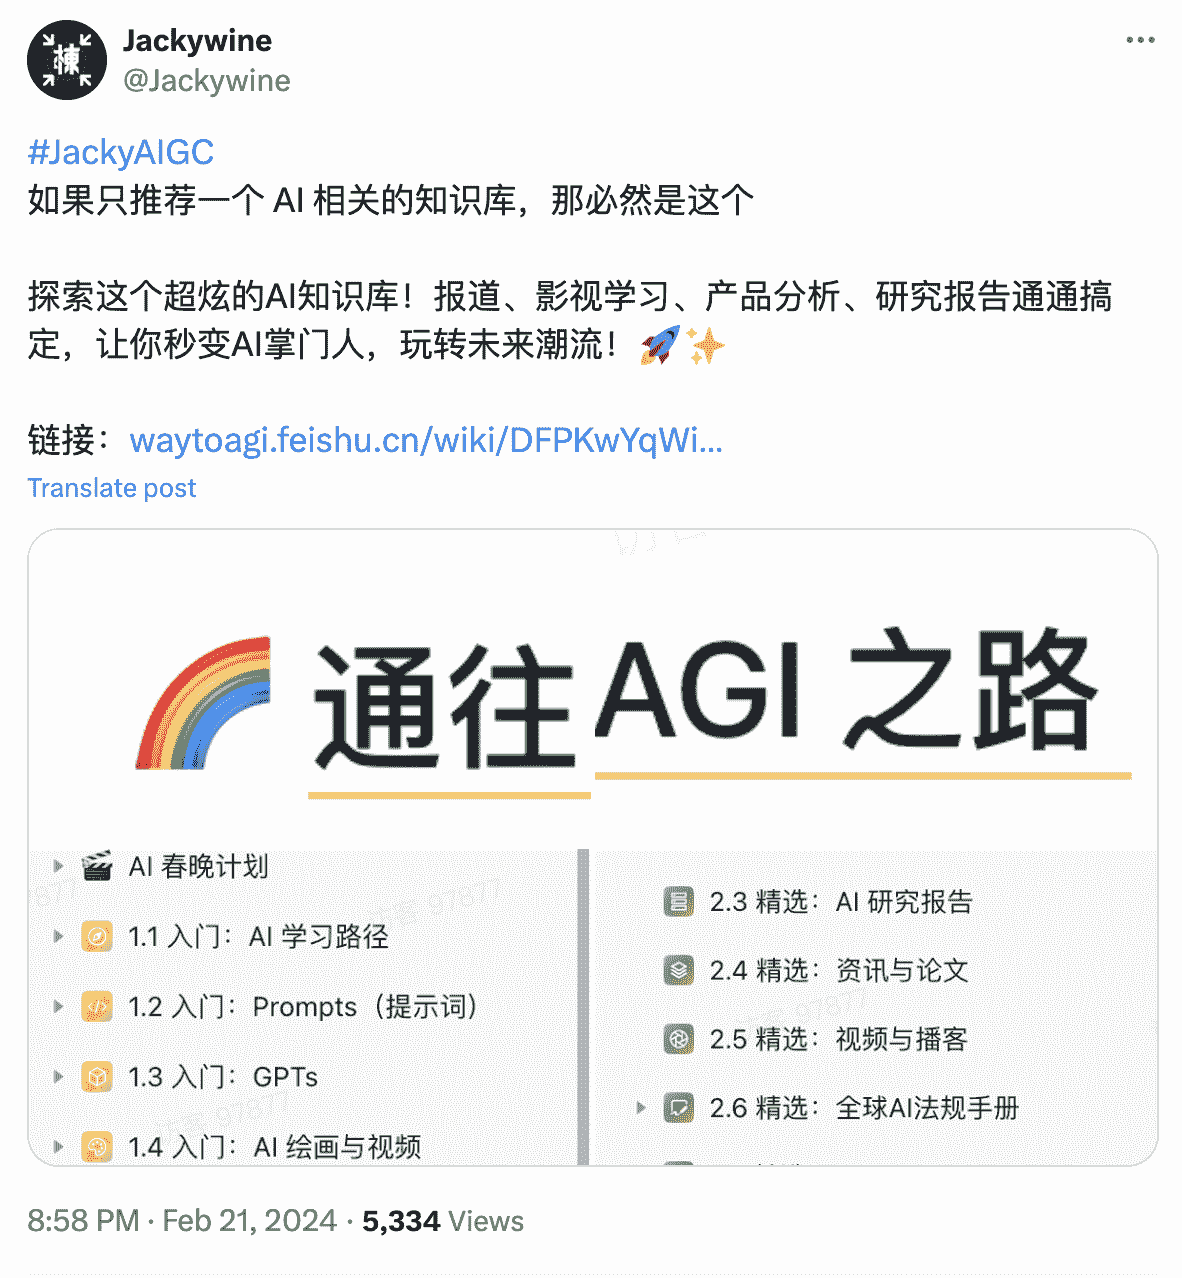 棟
Jackywine
@Jackywine
#JackyAIGC
如果只推荐一个 AI 相关的知识库，那必然是这个
探索这个超炫的AI知识库！报道、影视学习、产品分析、研究报告通通搞
定，让你秒变AI掌门人，玩转未来潮流！🚀✨
链接：waytoagi.feishu.cn/wiki/DFPKwYqWi...
Translate post
通往AGI 之路
AI 春晚计划
1.1 入门：AI 学习路径
1.2 入门：Prompts（提示词）
1.3 入门：GPTs
1.4 入门：AI 绘画与视频
2.3 精选：AI 研究报告
2.4 精选：资讯与论文
2.5 精选：视频与播客
2.6 精选：全球AI法规手册
8:58 PM · Feb 21, 2024 · 5,334 Views